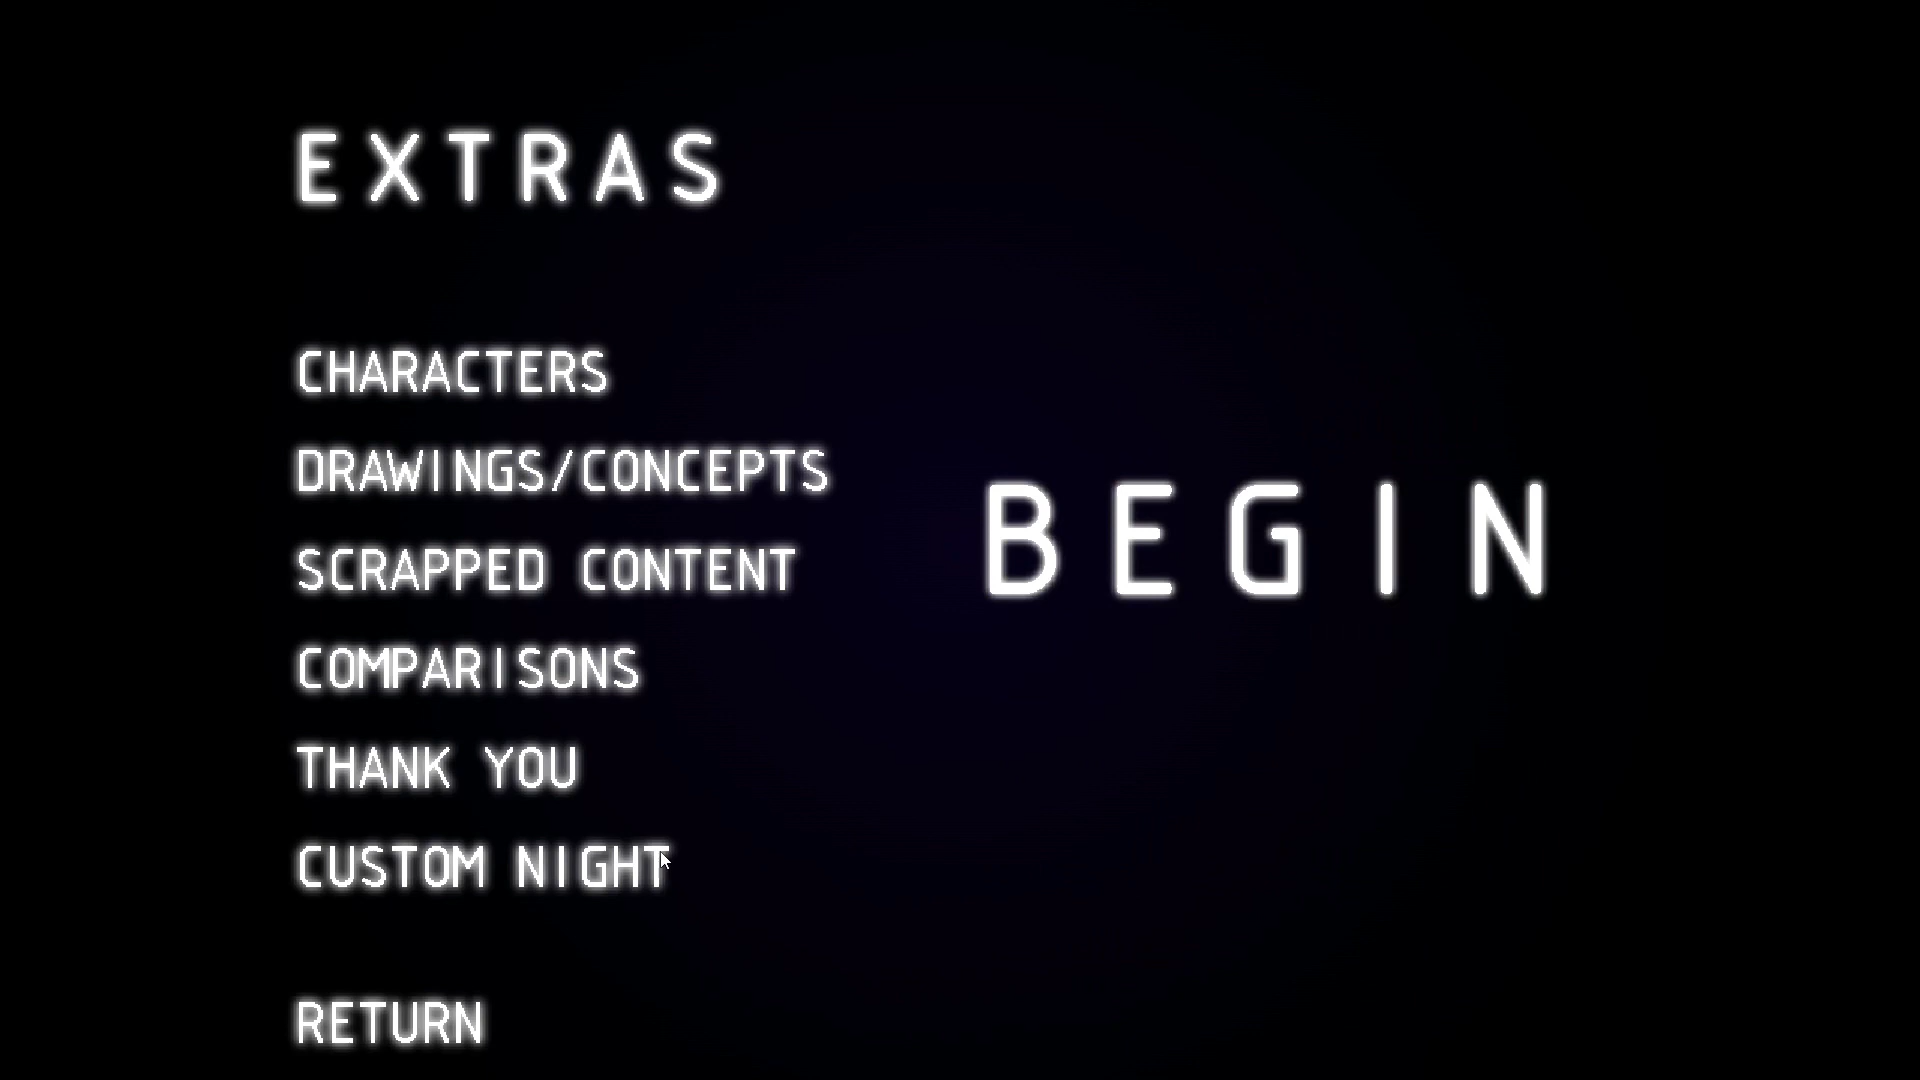 EXTRAS
CHARACTERS
DRAWINGS/CONCEPTS
SCRAPPED CONTENT
COMPARISONS
THANK YOU
CUSTOM NIGHT
RETURN
BEGIN